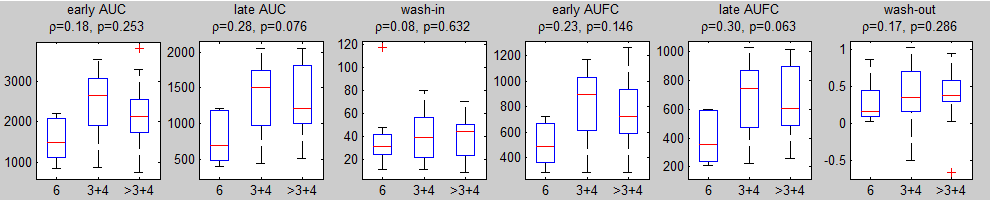 early AUC
ρ=0.18, p=0.253
3000
2000
1000
6 3+4 >3+4
late AUC
ρ=0.28, p=0.076
2000
1500
1000
500
6 3+4 >3+4
wash-in
ρ=0.08, p=0.632
120
100
80
60
40
20
6 3+4 >3+4
early AUFC
ρ=0.23, p=0.146
1200
1000
800
600
400
6 3+4 >3+4
late AUFC
ρ=0.30, p=0.063
1000
800
600
400
200
6 3+4 >3+4
wash-out
ρ=0.17, p=0.286
1
0.5
0
-0.5
6 3+4 >3+4